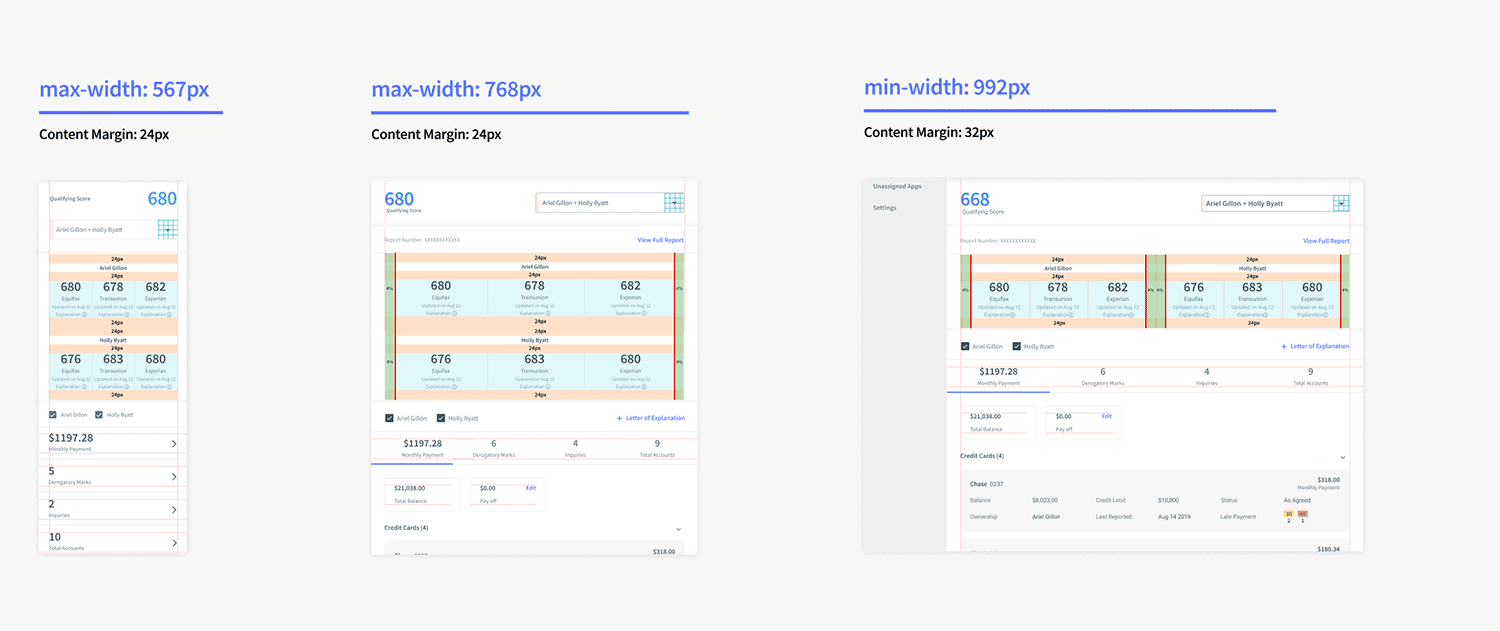 max-width: 567px
Content Margin: 24px
Qualifying Score 680
Ariel Gillon + Holly Byatt
24px
Ariel Gillon
24px
680 678 682
Equifax Transunion Experian
Updated on Aug 12 Updated on Aug 12 Updated on Aug 12
Explanation Explanation Explanation
24px
24px
Holly Byatt
24px
676 683 680
Equifax Transunion Experian
Updated on Aug 12 Updated on Aug 12 Updated on Aug 12
Explanation Explanation Explanation
24px
Ariel Gillon Holly Byatt
$1197.28
Monthly Payment
5
Derogatory Marks
2
Inquiries
10
Total Accounts
max-width: 768px
Content Margin: 24px
680
Qualifying Score
Ariel Gillon + Holly Byatt
Report Number: XXXXXXXXXXXX View Full Report
24px
Ariel Gillon
24px
4% 4%
680 678 682
Equifax Transunion Experian
Updated on Aug 12 Updated on Aug 12 Updated on Aug 12
Explanation Explanation Explanation
24px
24px
Holly Byatt
24px
4% 4%
676 683 680
Equifax Transunion Experian
Updated on Aug 12 Updated on Aug 12 Updated on Aug 12
Explanation Explanation Explanation
24px
Ariel Gillon Holly Byatt + Letter of Explanation
$1197.28 6 4 9
Monthly Payment Derogatory Marks Inquiries Total Accounts
$21,038.00 $0.00 Edit
Total Balance Pay off
Credit Cards (4)
$318.00
min-width: 992px
Content Margin: 32px
Unassigned Apps
Settings
668
Qualifying Score
Ariel Gillon + Holly Byatt
Report Number: XXXXXXXXXXXX View Full Report
24px 24px
Ariel Gillon Holly Byatt
24px 24px
4% 4% 4% 4%
680 678 682 676 683 680
Equifax Transunion Experian Equifax Transunion Experian
Updated on Aug 12 Updated on Aug 12 Updated on Aug 12 Updated on Aug 12 Updated on Aug 12 Updated on Aug 12
Explanation Explanation Explanation Explanation Explanation Explanation
24px 24px
Ariel Gillon Holly Byatt + Letter of Explanation
$1197.28 6 4 9
Monthly Payment Derogatory Marks Inquiries Total Accounts
$21,038.00 $0.00 Edit
Total Balance Pay off
Credit Cards (4)
Chase 0237 $318.00
Monthly Payment
Balance $8,023.00 Credit Limit $10,000 Status As Agreed
Ownership Ariel Gillon Last Reported Aug 14 2019 Late Payment 30 60
2 1
$180.34